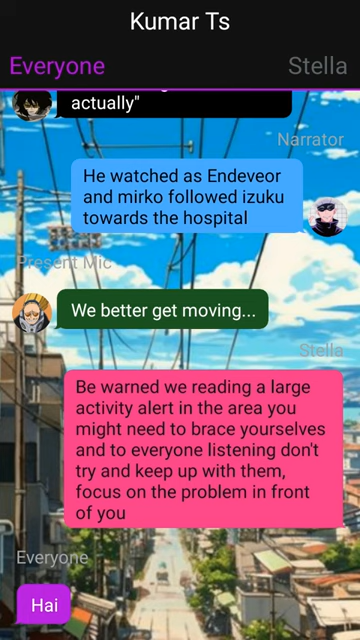 Kumar Ts
Everyone
Stella
actually"
Narrator
He watched as Endeveor
and mirko followed izuku
towards the hospital
Present Mic
We better get moving...
Stella
Be warned we reading a large
activity alert in the area you
might need to brace yourselves
and to everyone listening don't
try and keep up with them,
focus on the problem in front
of you
Everyone
Hai